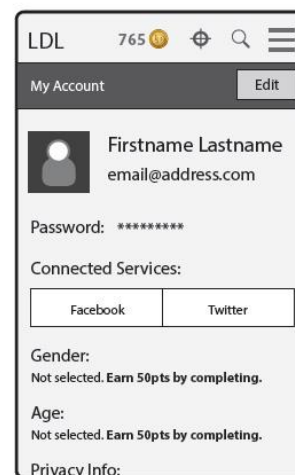 LDL 765
My Account Edit
Firstname Lastname
email@address.com
Password: *********
Connected Services:
Facebook Twitter
Gender:
Not selected. Earn 50pts by completing.
Age:
Not selected. Earn 50pts by completing.
Privacy Info: